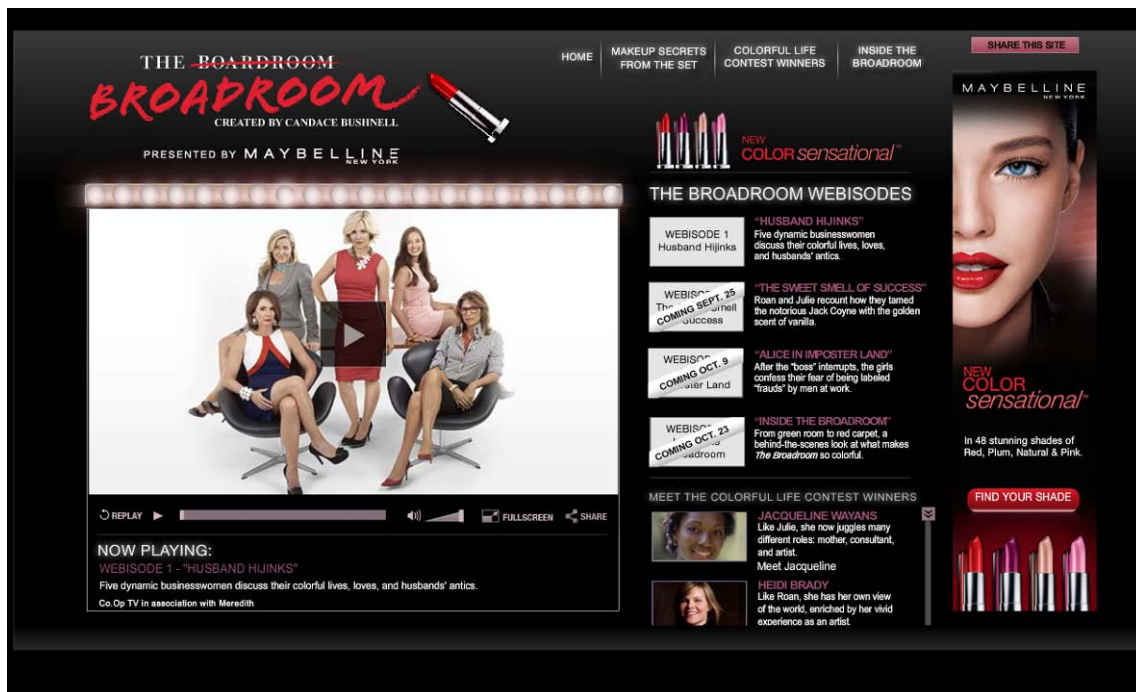 THE BOARDROOM
BROADROOM
CREATED BY CANDACE BUSHNELL
PRESENTED BY MAYBELLINE
NEW YORK
HOME
MAKEUP SECRETS
FROM THE SET
COLORFUL LIFE
CONTEST WINNERS
INSIDE THE
BROADROOM
SHARE THIS SITE
NEW
COLOR sensational™
THE BROADROOM WEBISODES
WEBISODE 1
Husband Hijinks
"HUSBAND HIJINKS"
Five dynamic businesswomen
discuss their colorful lives, loves,
and husbands' antics.
COMING SEPT. 25
Success
"THE SWEET SMELL OF SUCCESS"
Roan and Julie recount how they tamed
the notorious Jack Coyne with the golden
scent of vanilla.
COMING OCT. 9
Land
"ALICE IN IMPOSTER LAND"
After the "boss" interrupts, the girls
confess their fear of being labeled
"frauds" by men at work.
COMING OCT. 23
"INSIDE THE BROADROOM"
From green room to red carpet, a
behind-the-scenes look at what makes
The Broadroom so colorful.
REPLAY
FULLSCREEN
SHARE
NOW PLAYING:
WEBISODE 1 - "HUSBAND HIJINKS"
Five dynamic businesswomen discuss their colorful lives, loves, and husbands' antics.
Co.Op TV in association with Meredith
MEET THE COLORFUL LIFE CONTEST WINNERS
JACQUELINE WAYANS
Like Julie, she now juggles many
different roles: mother, consultant,
and artist.
Meet Jacqueline
HEIDI BRADY
Like Roan, she has her own view
of the world, enriched by her vivid
experience as an artist
MAYBELLINE
NEW YORK
NEW
COLOR
sensational™
In 48 stunning shades of
Red, Plum, Natural & Pink.
FIND YOUR SHADE